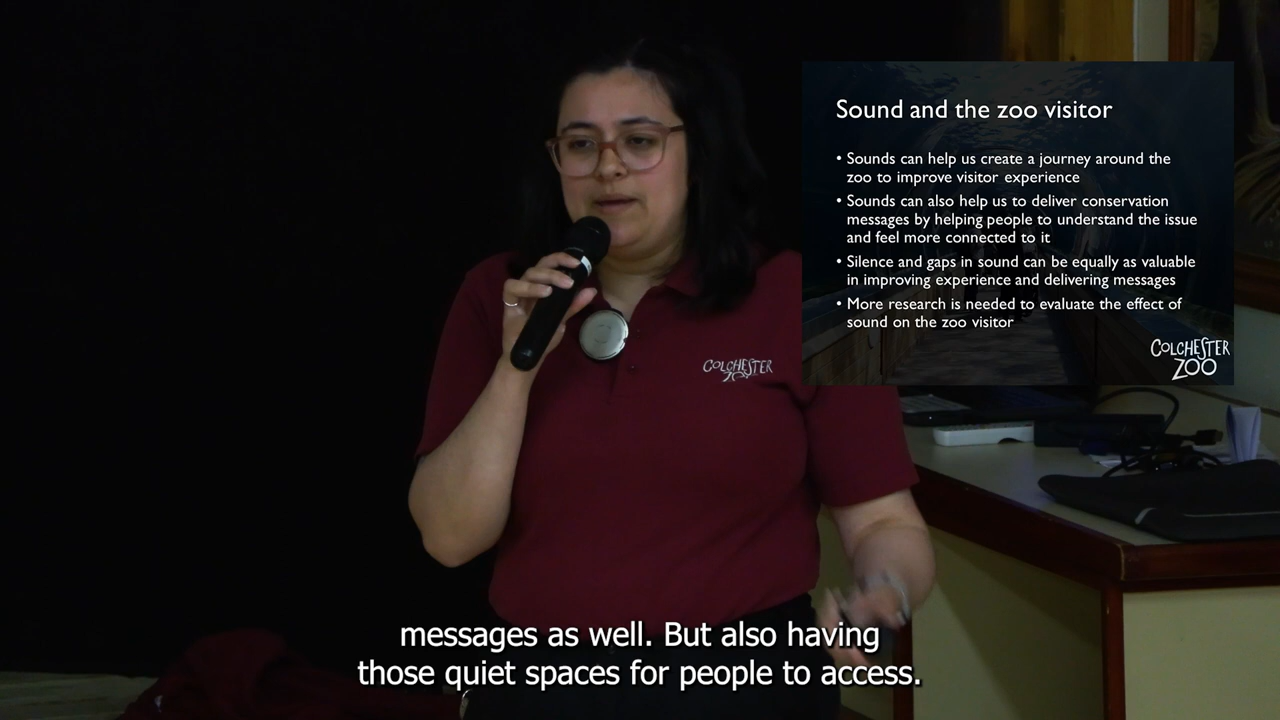 Sound and the zoo visitor
• Sounds can help us create a journey around the
zoo to improve visitor experience
• Sounds can also help us to deliver conservation
messages by helping people to understand the issue
and feel more connected to it
• Silence and gaps in sound can be equally as valuable
in improving experience and delivering messages
• More research is needed to evaluate the effect of
sound on the zoo visitor
COLCHESTER
ZOO
COLCHESTER
ZOO
messages as well. But also having
those quiet spaces for people to access.